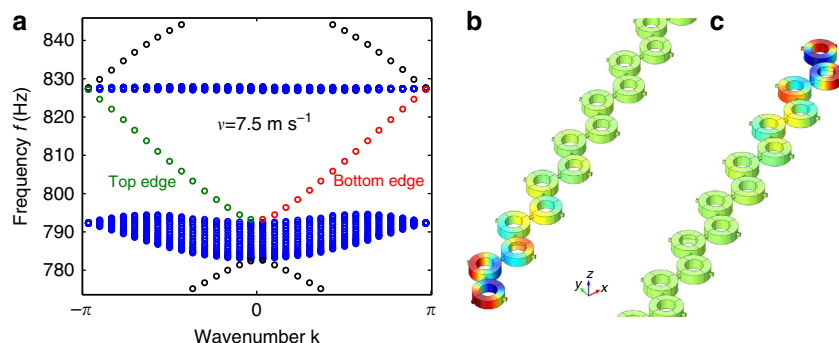 a
b
c
840
830
820
810
800
790
780
Frequency f (Hz)
v=7.5 m s⁻¹
Top edge
Bottom edge
−π
0
π
Wavenumber k
z
y
x